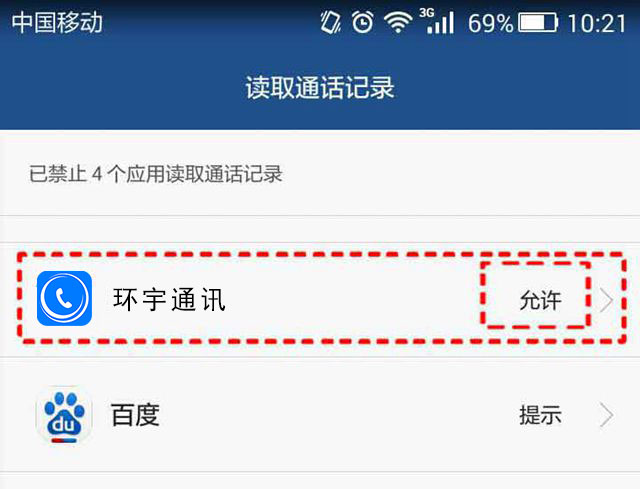 中国移动 3G 69% 10:21
读取通话记录
已禁止 4 个应用读取通话记录
环宇通讯 允许
du 百度 提示